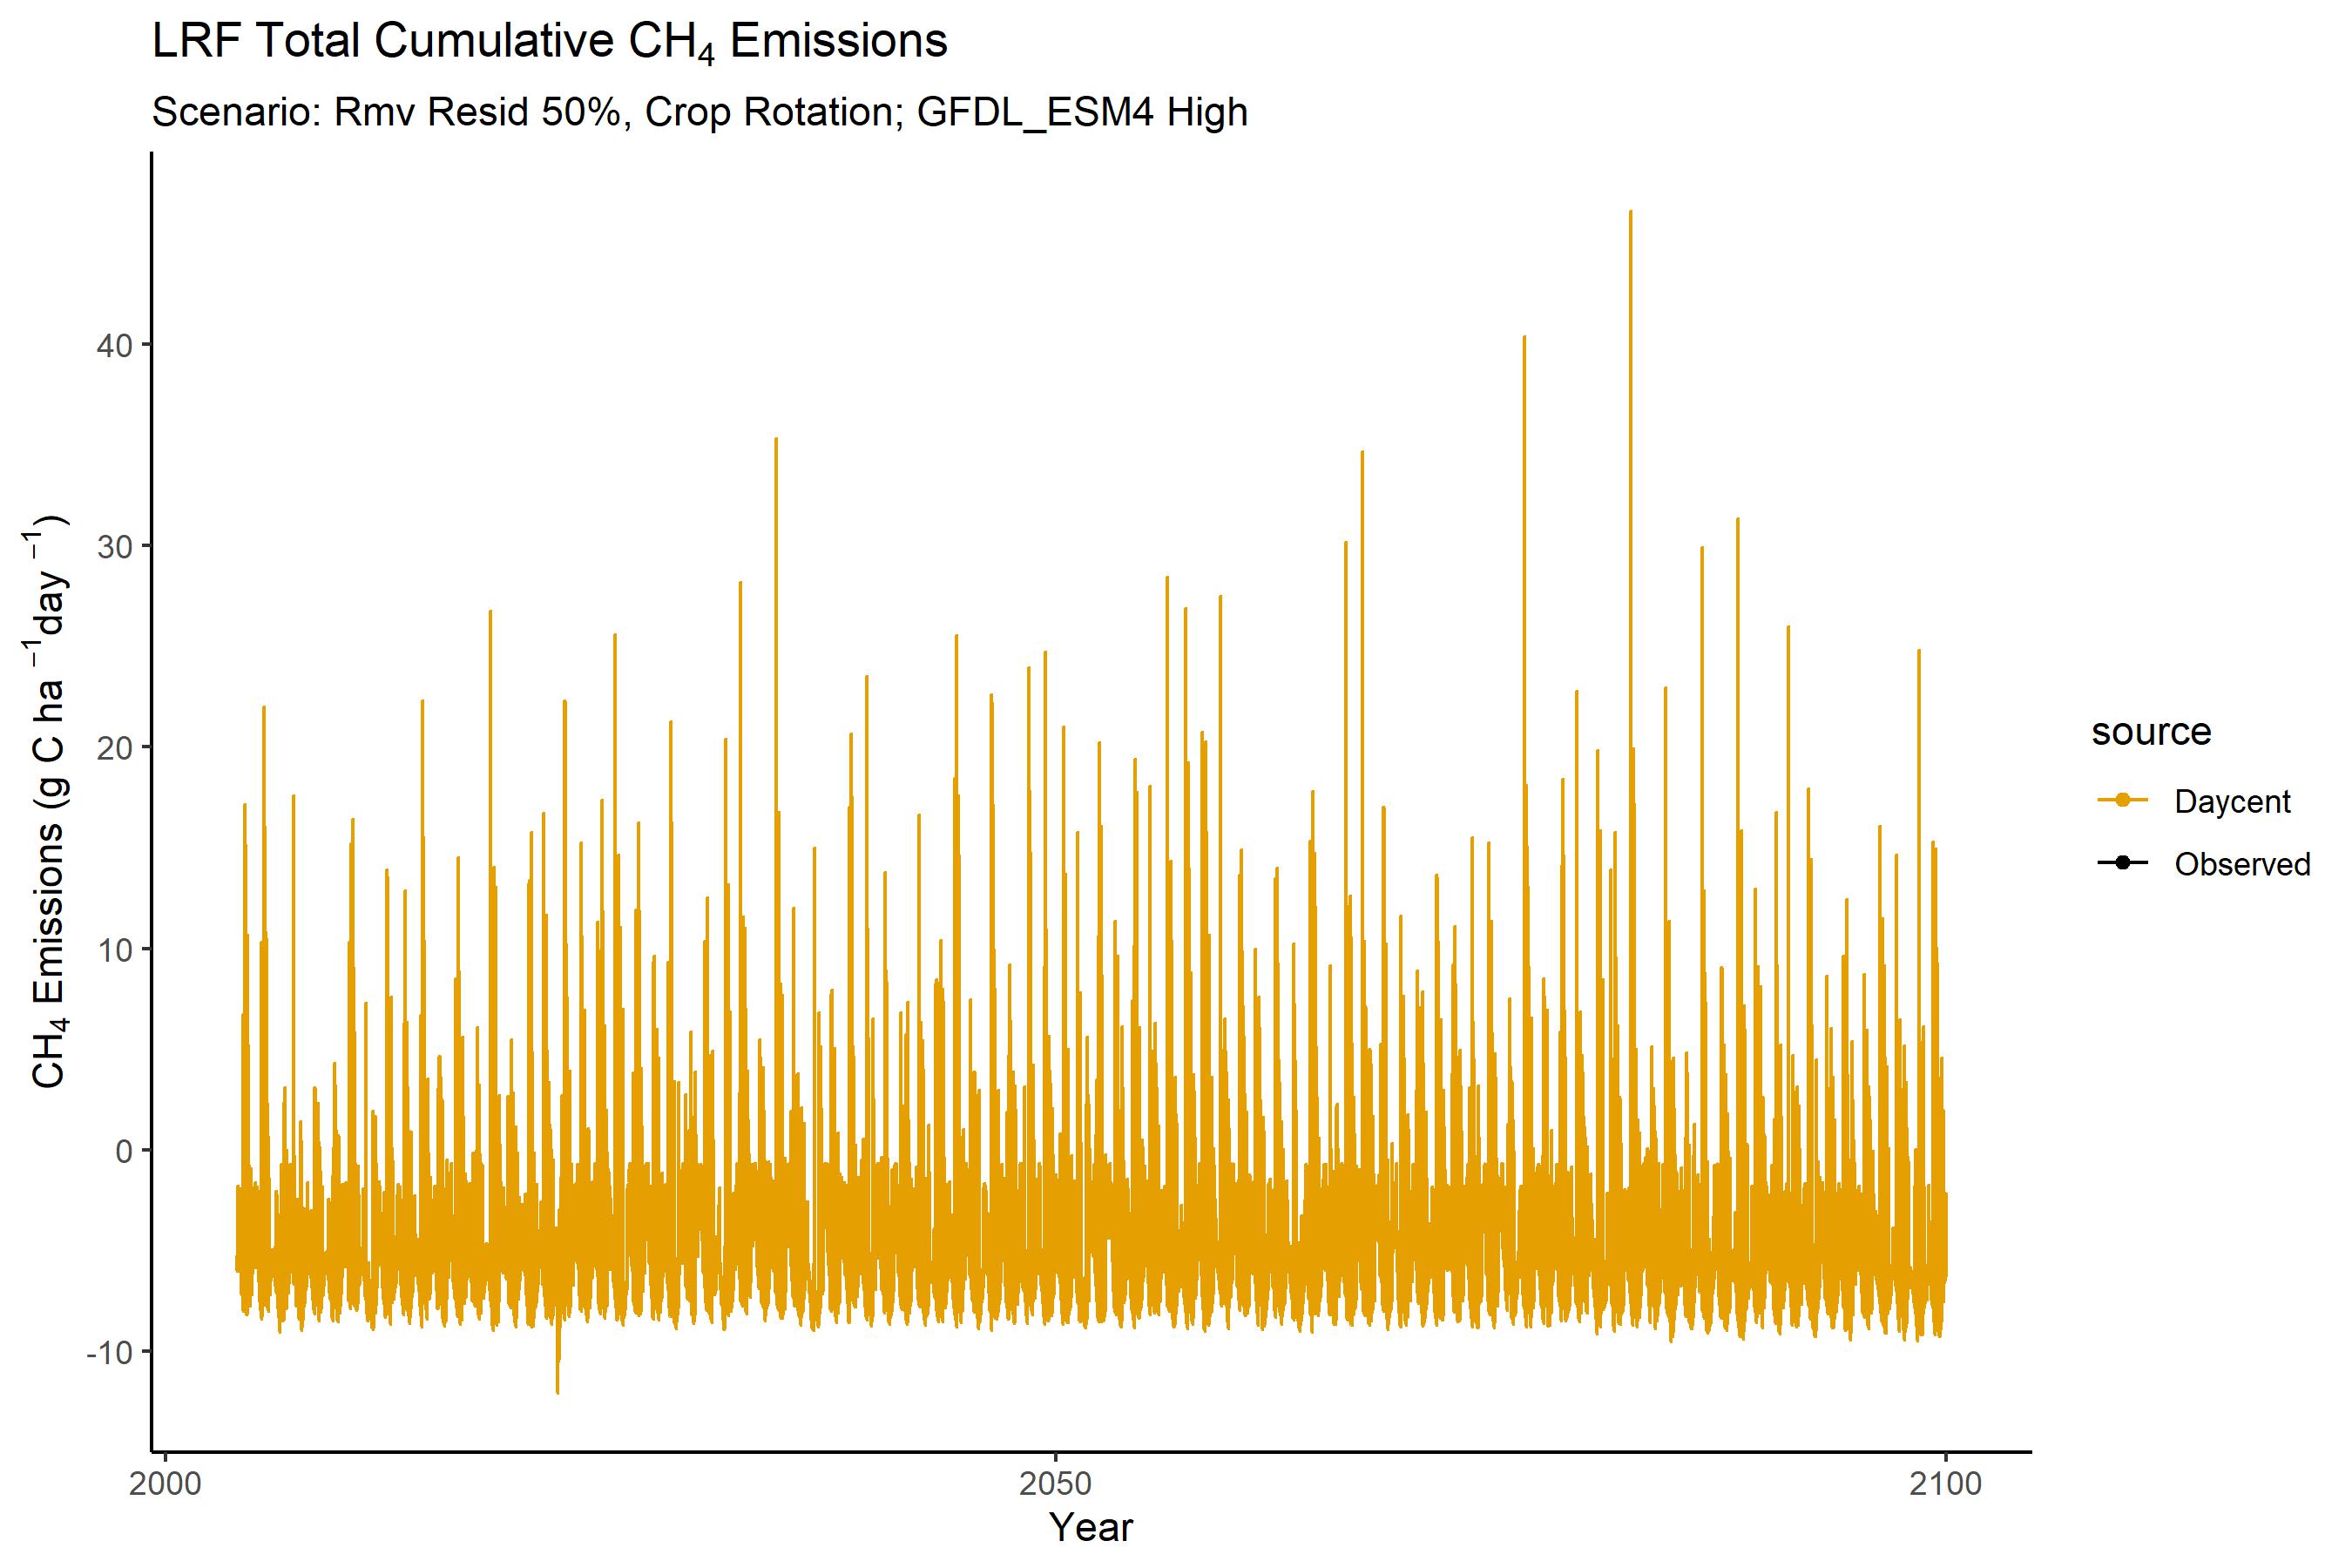 LRF Total Cumulative CH₄ Emissions
Scenario: Rmv Resid 50%, Crop Rotation; GFDL_ESM4 High
CH₄ Emissions (g C ha ⁻¹day ⁻¹)
40
30
20
10
0
-10
2000
2050
2100
Year
source
Daycent
Observed